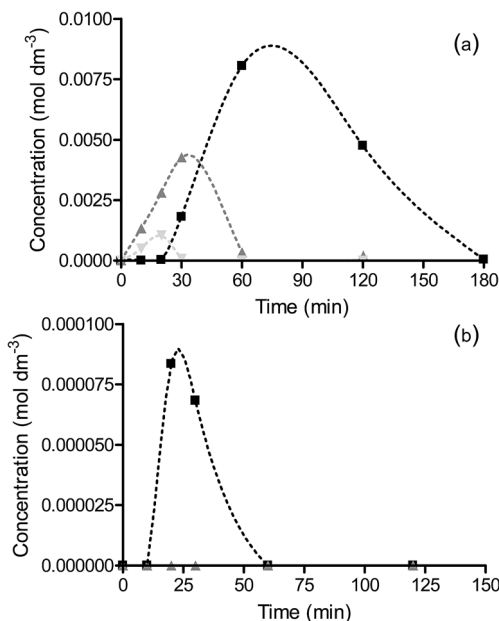 (a)
Concentration (mol dm-3)
0.0100
0.0075
0.0050
0.0025
0.0000
0 30 60 90 120 150 180
Time (min)
(b)
Concentration (mol dm-3)
0.000100
0.000075
0.000050
0.000025
0.000000
0 25 50 75 100 125 150
Time (min)